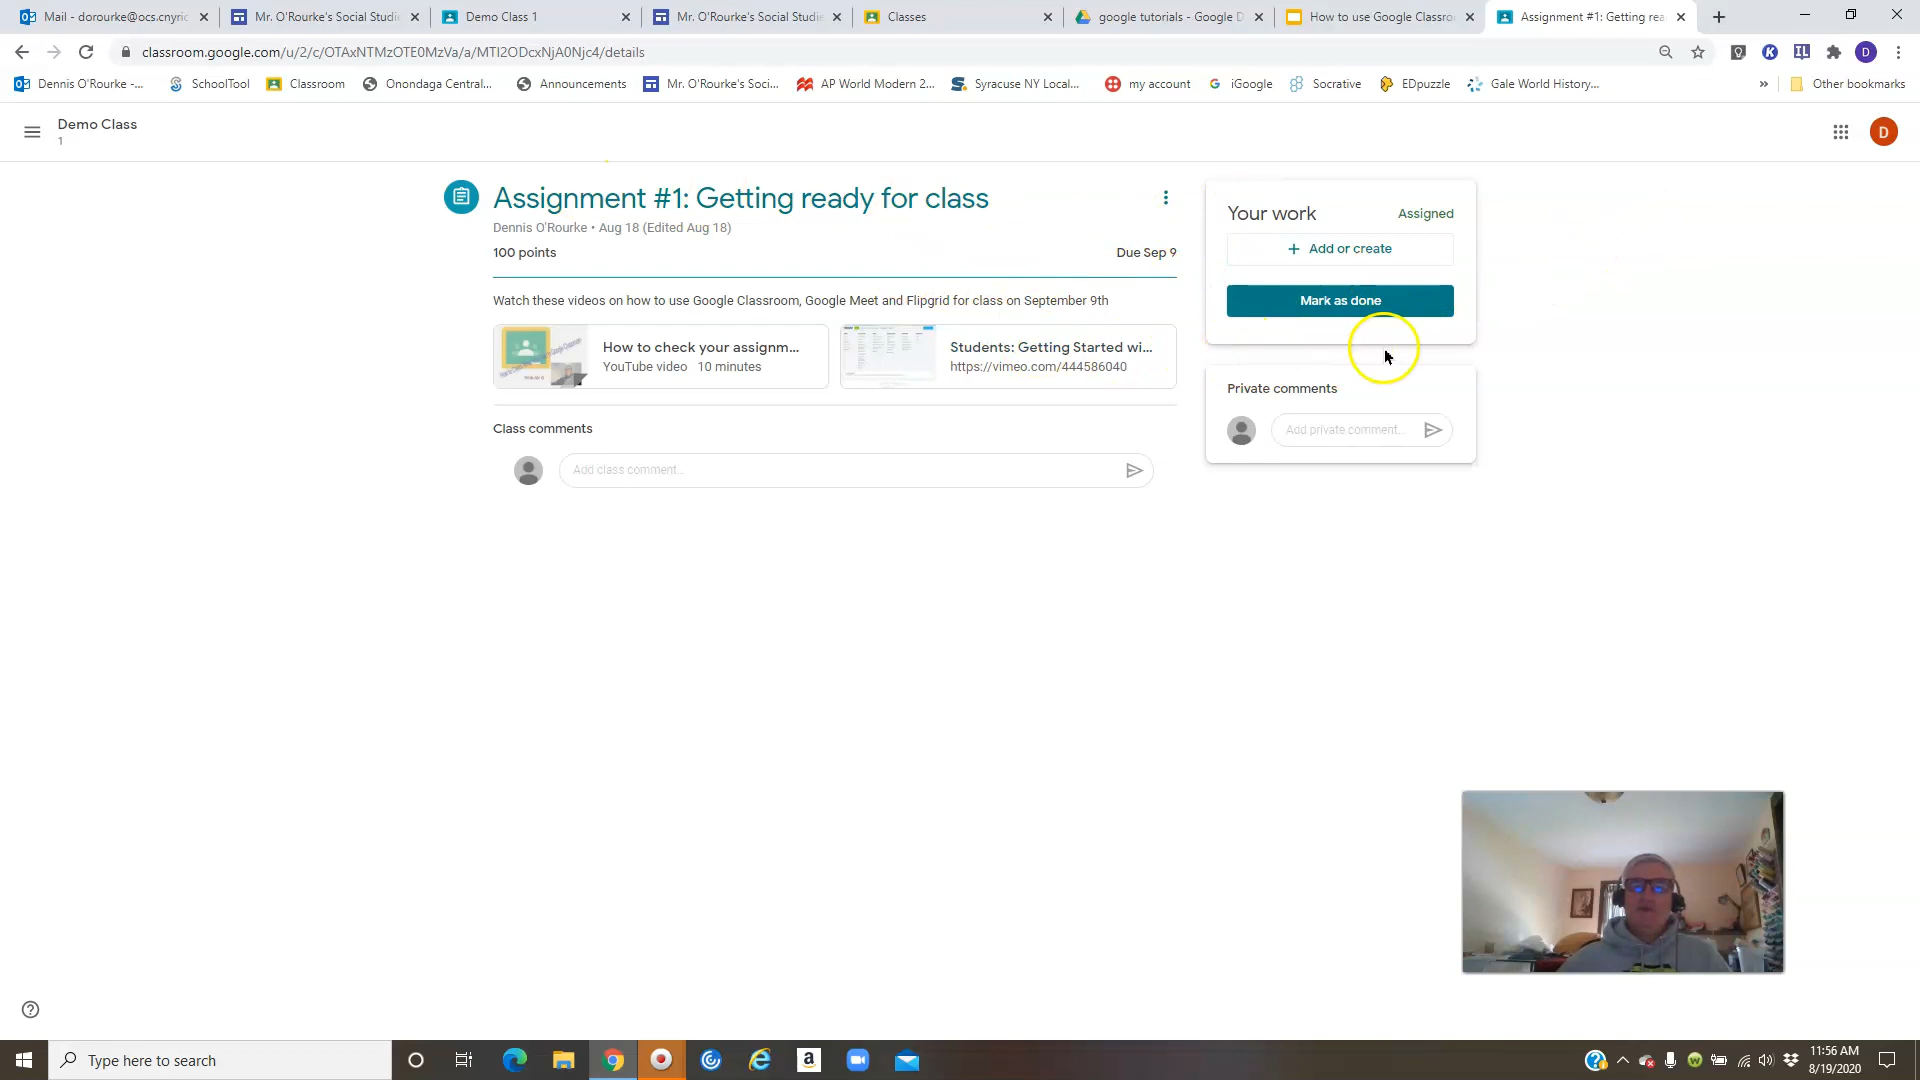 Mail - dorourke@ocs.cnyric
Mr. O'Rourke's Social Studie
Demo Class 1
Mr. O'Rourke's Social Studie
Classes
google tutorials - Google D
How to use Google Classro
Assignment #1: Getting rea
classroom.google.com/u/2/c/OTAxNTMzOTE0MzVa/a/MTI2ODcxNjA0Njc4/details
Dennis O'Rourke -...
SchoolTool
Classroom
Onondaga Central...
Announcements
Mr. O'Rourke's Soci...
AP World Modern 2...
Syracuse NY Local...
my account
iGoogle
Socrative
EDpuzzle
Gale World History...
»
Other bookmarks
Demo Class
1
D
Assignment #1: Getting ready for class
Dennis O'Rourke • Aug 18 (Edited Aug 18)
100 points
Due Sep 9
Watch these videos on how to use Google Classroom, Google Meet and Flipgrid for class on September 9th
How to check your assignm...
YouTube video 10 minutes
Students: Getting Started wi...
https://vimeo.com/444586040
Class comments
Add class comment...
Your work
Assigned
+ Add or create
Mark as done
Private comments
Add private comment...
Type here to search
11:56 AM
8/19/2020